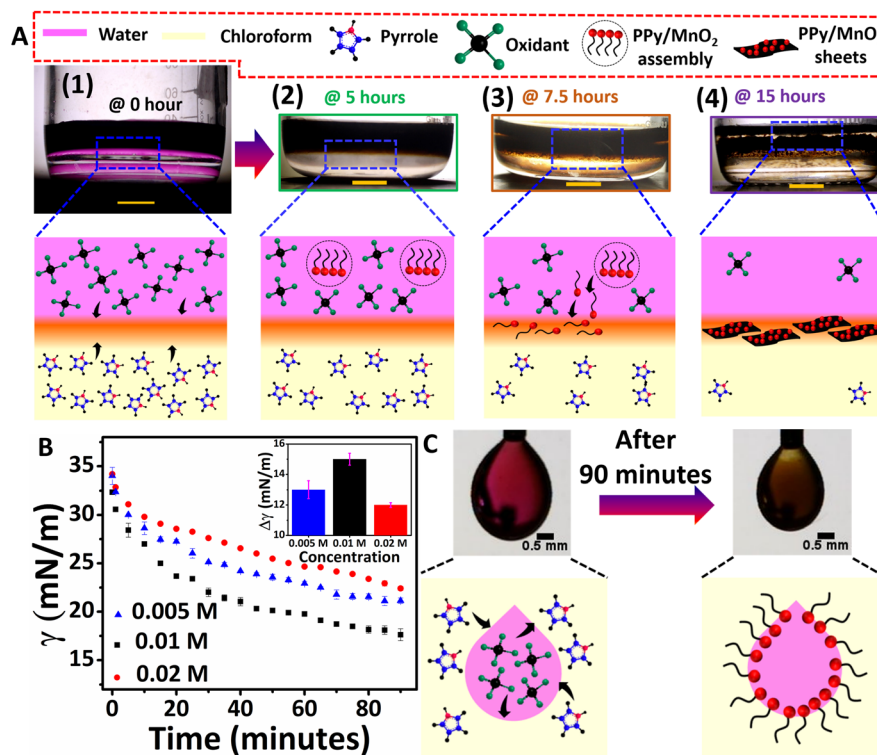 A
Water
Chloroform
Pyrrole
Oxidant
PPy/MnO₂
assembly
PPy/MnO
sheets
(1)
@ 0 hour
(2)
@ 5 hours
(3)
@ 7.5 hours
(4)
@ 15 hours
B
γ (mN/m)
35
30
25
20
15
0.005 M
0.01 M
0.02 M
0 20 40 60 80
Time (minutes)
Δγ (mN/m)
16
14
12
0.005 M 0.01 M 0.02 M
Concentration
C
After
90 minutes
0.5 mm
0.5 mm